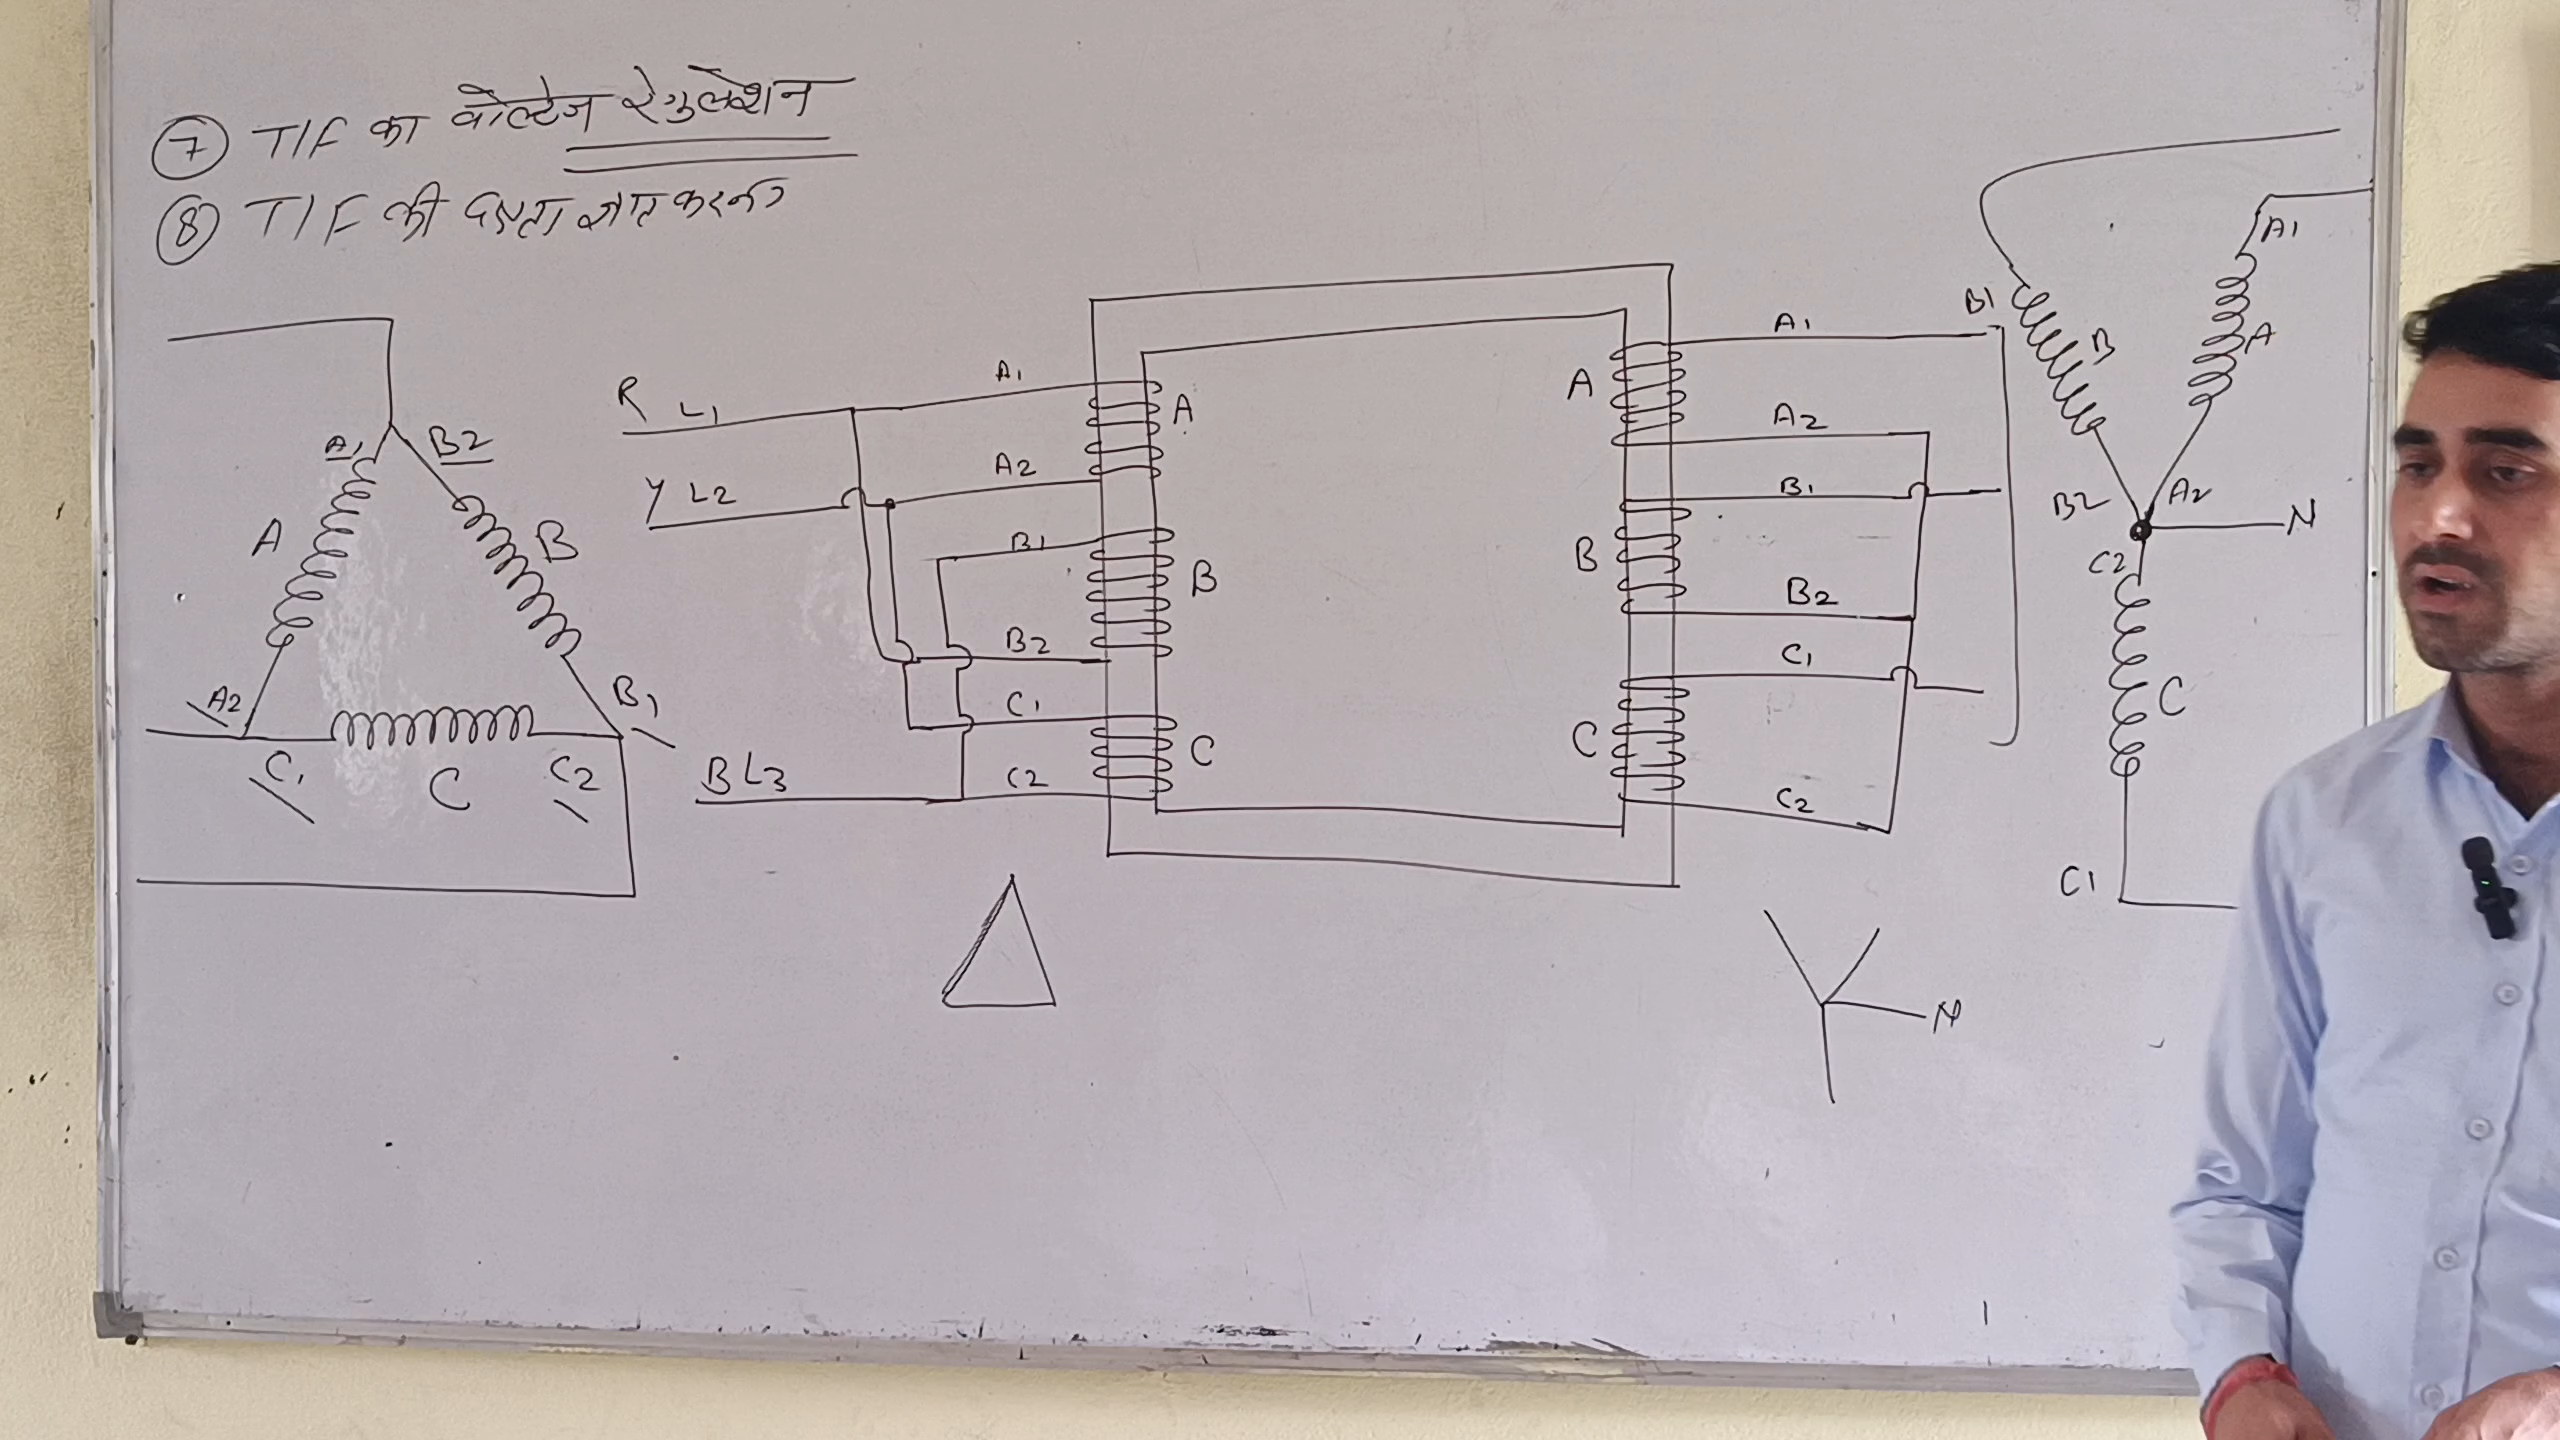 ⑦ T/F का वोल्टेज रेगुलेशन
⑧ T/F की दक्षता ज्ञात करना
A1 B2
A B
A2 B1
C1 C C2
R L1 A1 A
Y L2 A2
B1 B
B2
C1 C
B L3 C2
A A1
A2
B B1
B2
C C1
C2
N
A1
B1 B A
B2 A2 N
C2
C
C1